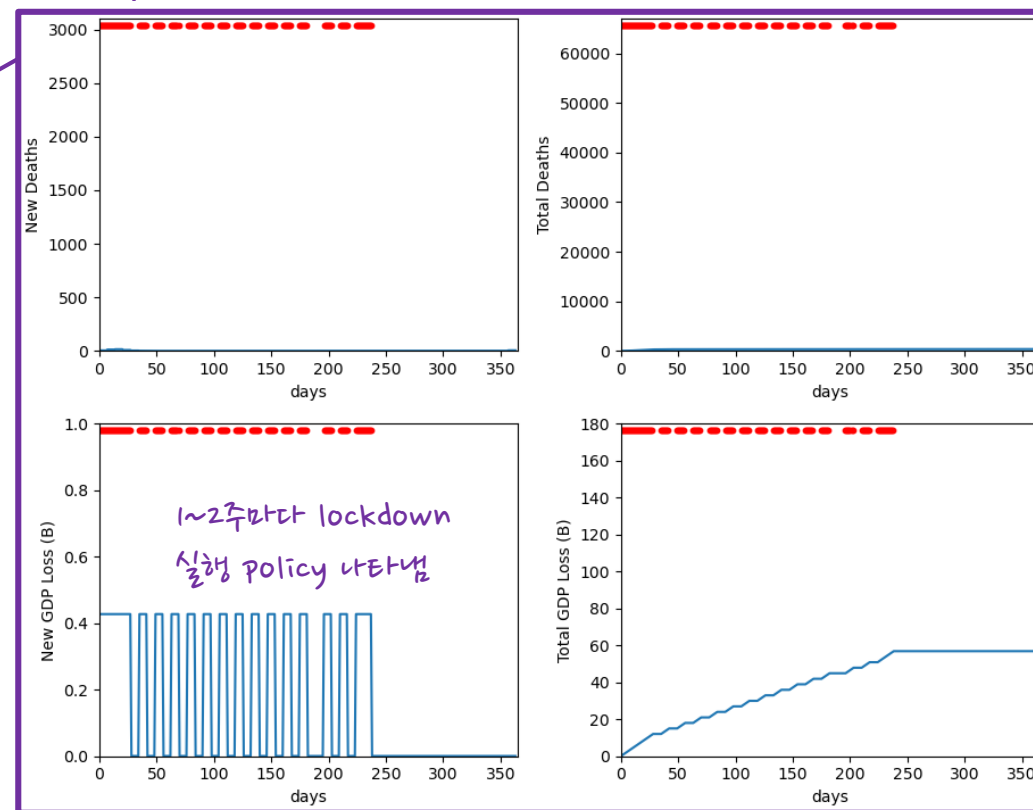 3000
2500
2000
1500
1000
500
0
New Deaths
0 50 100 150 200 250 300 350
days
60000
50000
40000
30000
20000
10000
0
Total Deaths
0 50 100 150 200 250 300 350
days
1.0
0.8
0.6
0.4
0.2
0.0
New GDP Loss (B)
1~2주마다 lockdown
실행 policy 나타냄
0 50 100 150 200 250 300 350
days
180
160
140
120
100
80
60
40
20
0
Total GDP Loss (B)
0 50 100 150 200 250 300 350
days